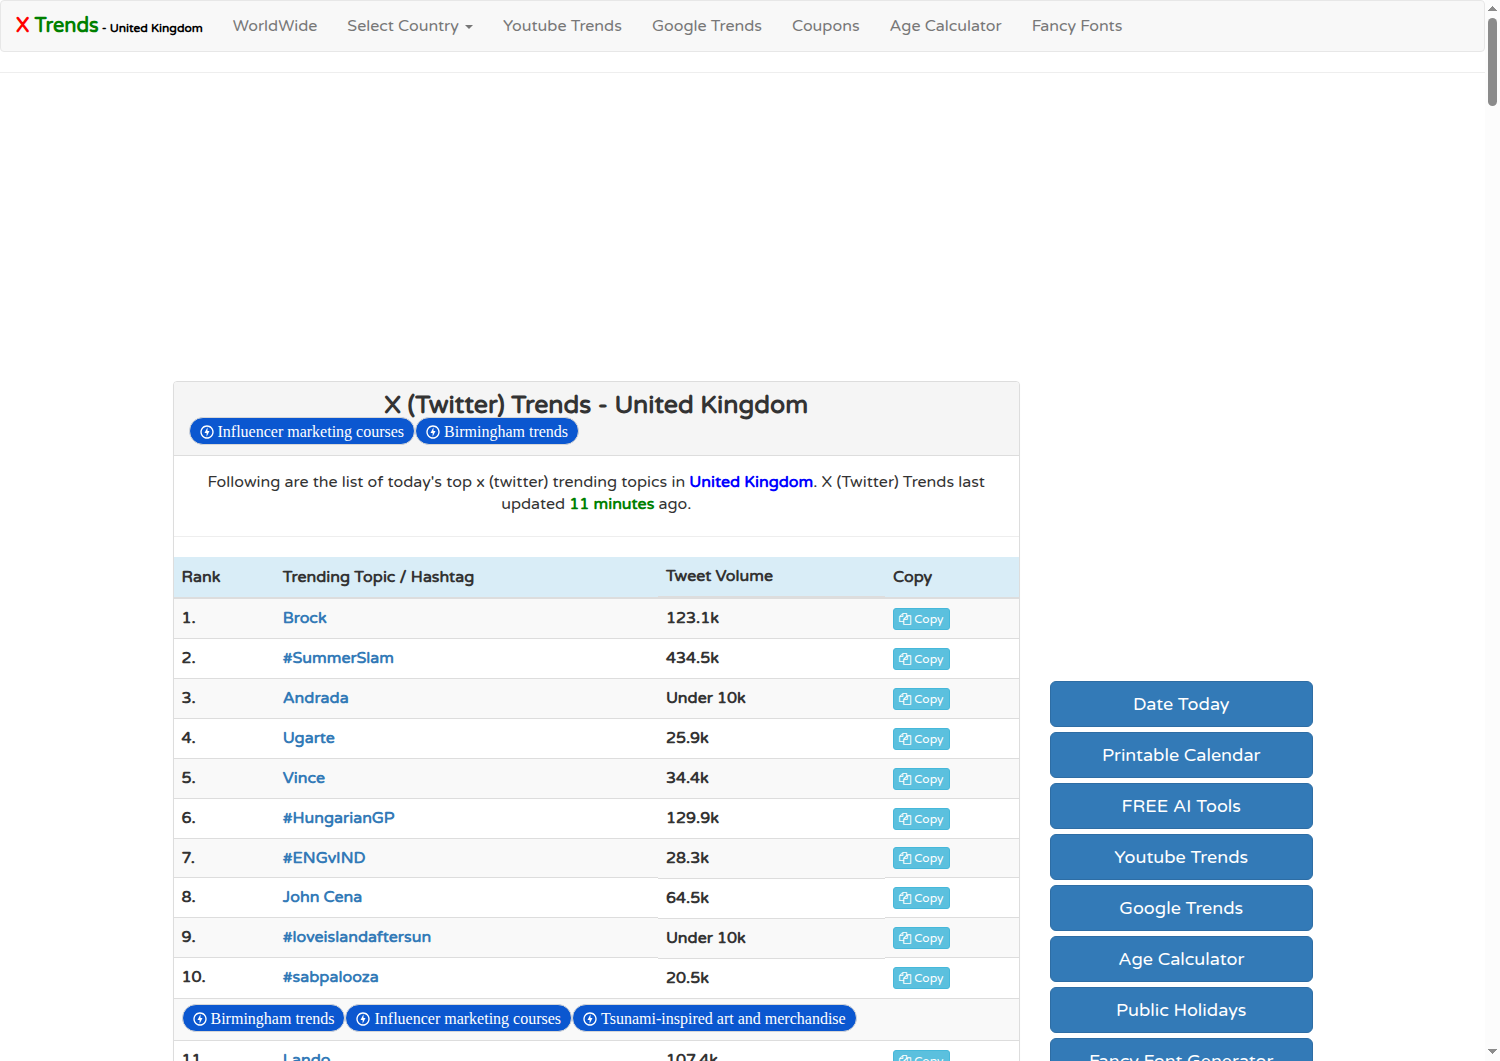 X Trends - United Kingdom WorldWide Select Country Youtube Trends Google Trends Coupons Age Calculator Fancy Fonts
X (Twitter) Trends - United Kingdom
Influencer marketing courses Birmingham trends
Following are the list of today's top x (twitter) trending topics in United Kingdom. X (Twitter) Trends last
updated 11 minutes ago.
Rank Trending Topic / Hashtag Tweet Volume Copy
1. Brock 123.1k Copy
2. #SummerSlam 434.5k Copy
3. Andrada Under 10k Copy
4. Ugarte 25.9k Copy
5. Vince 34.4k Copy
6. #HungarianGP 129.9k Copy
7. #ENGvIND 28.3k Copy
8. John Cena 64.5k Copy
9. #loveislandaftersun Under 10k Copy
10. #sabpalooza 20.5k Copy
Birmingham trends Influencer marketing courses Tsunami-inspired art and merchandise
11. Lando 107.4k Copy
Date Today
Printable Calendar
FREE AI Tools
Youtube Trends
Google Trends
Age Calculator
Public Holidays
Fancy Font Generator